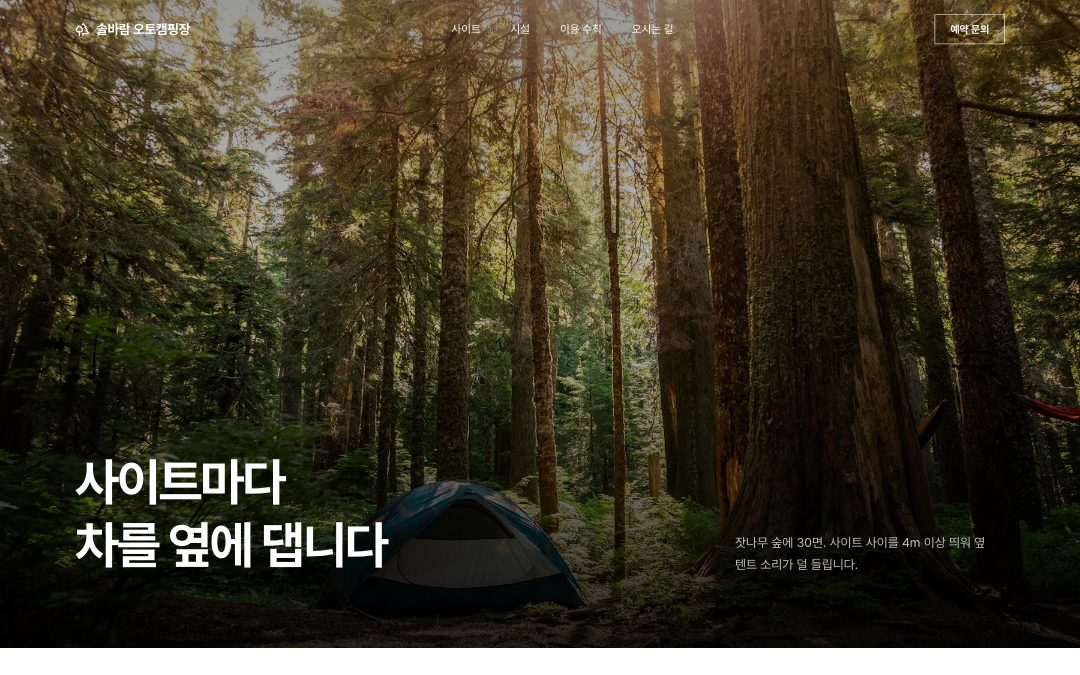 솔바람 오토캠핑장
사이트 시설 이용 수칙 오시는 길
예약 문의
사이트마다
차를 옆에 댑니다
잣나무 숲에 30면. 사이트 사이를 4m 이상 띄워 옆
텐트 소리가 덜 들립니다.